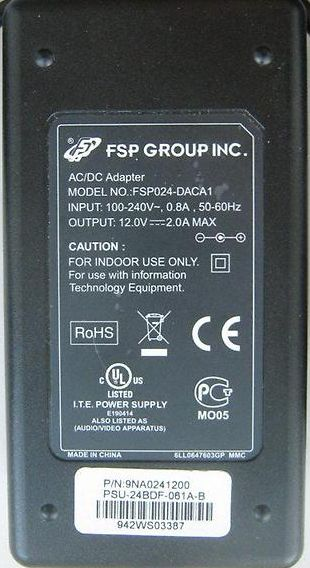 FSP GROUP INC.
AC/DC Adapter
MODEL NO.:FSP024-DACA1
INPUT: 100-240V~, 0.8A , 50-60Hz
OUTPUT: 12.0V⎓2.0A MAX
CAUTION :
FOR INDOOR USE ONLY.
For use with information
Technology Equipment.
RoHS
CE
c UL US
LISTED
I.T.E. POWER SUPPLY
E190414
ALSO LISTED AS
(AUDIO/VIDEO APPARATUS)
PC
MO05
MADE IN CHINA
6LL0647603GP MMC
P/N:9NA0241200
PSU-24BDF-061A-B
942WS03387